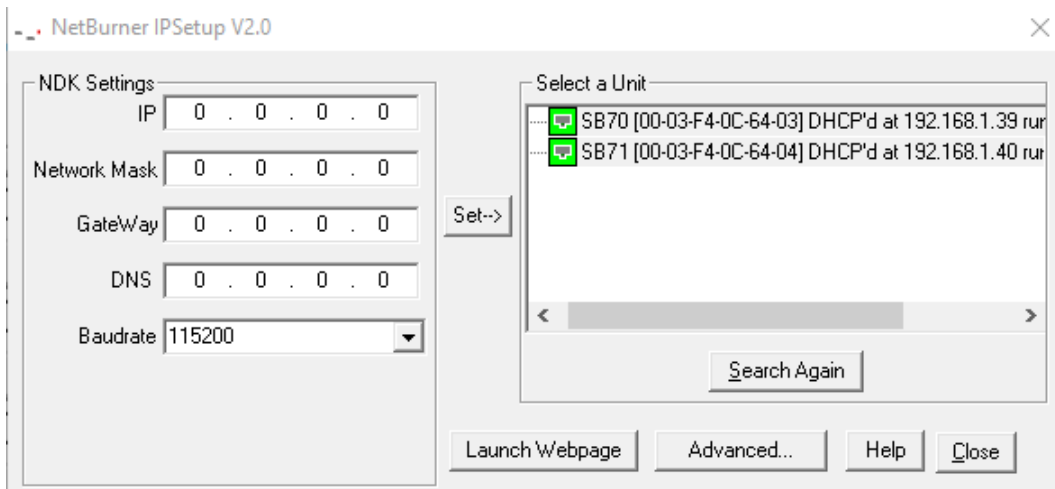 NetBurner IPSetup V2.0
NDK Settings
IP 0 . 0 . 0 . 0
Network Mask 0 . 0 . 0 . 0
GateWay 0 . 0 . 0 . 0
DNS 0 . 0 . 0 . 0
Baudrate 115200
Set-->
Select a Unit
SB70 [00-03-F4-0C-64-03] DHCP'd at 192.168.1.39 run
SB71 [00-03-F4-0C-64-04] DHCP'd at 192.168.1.40 run
Search Again
Launch Webpage Advanced... Help Close